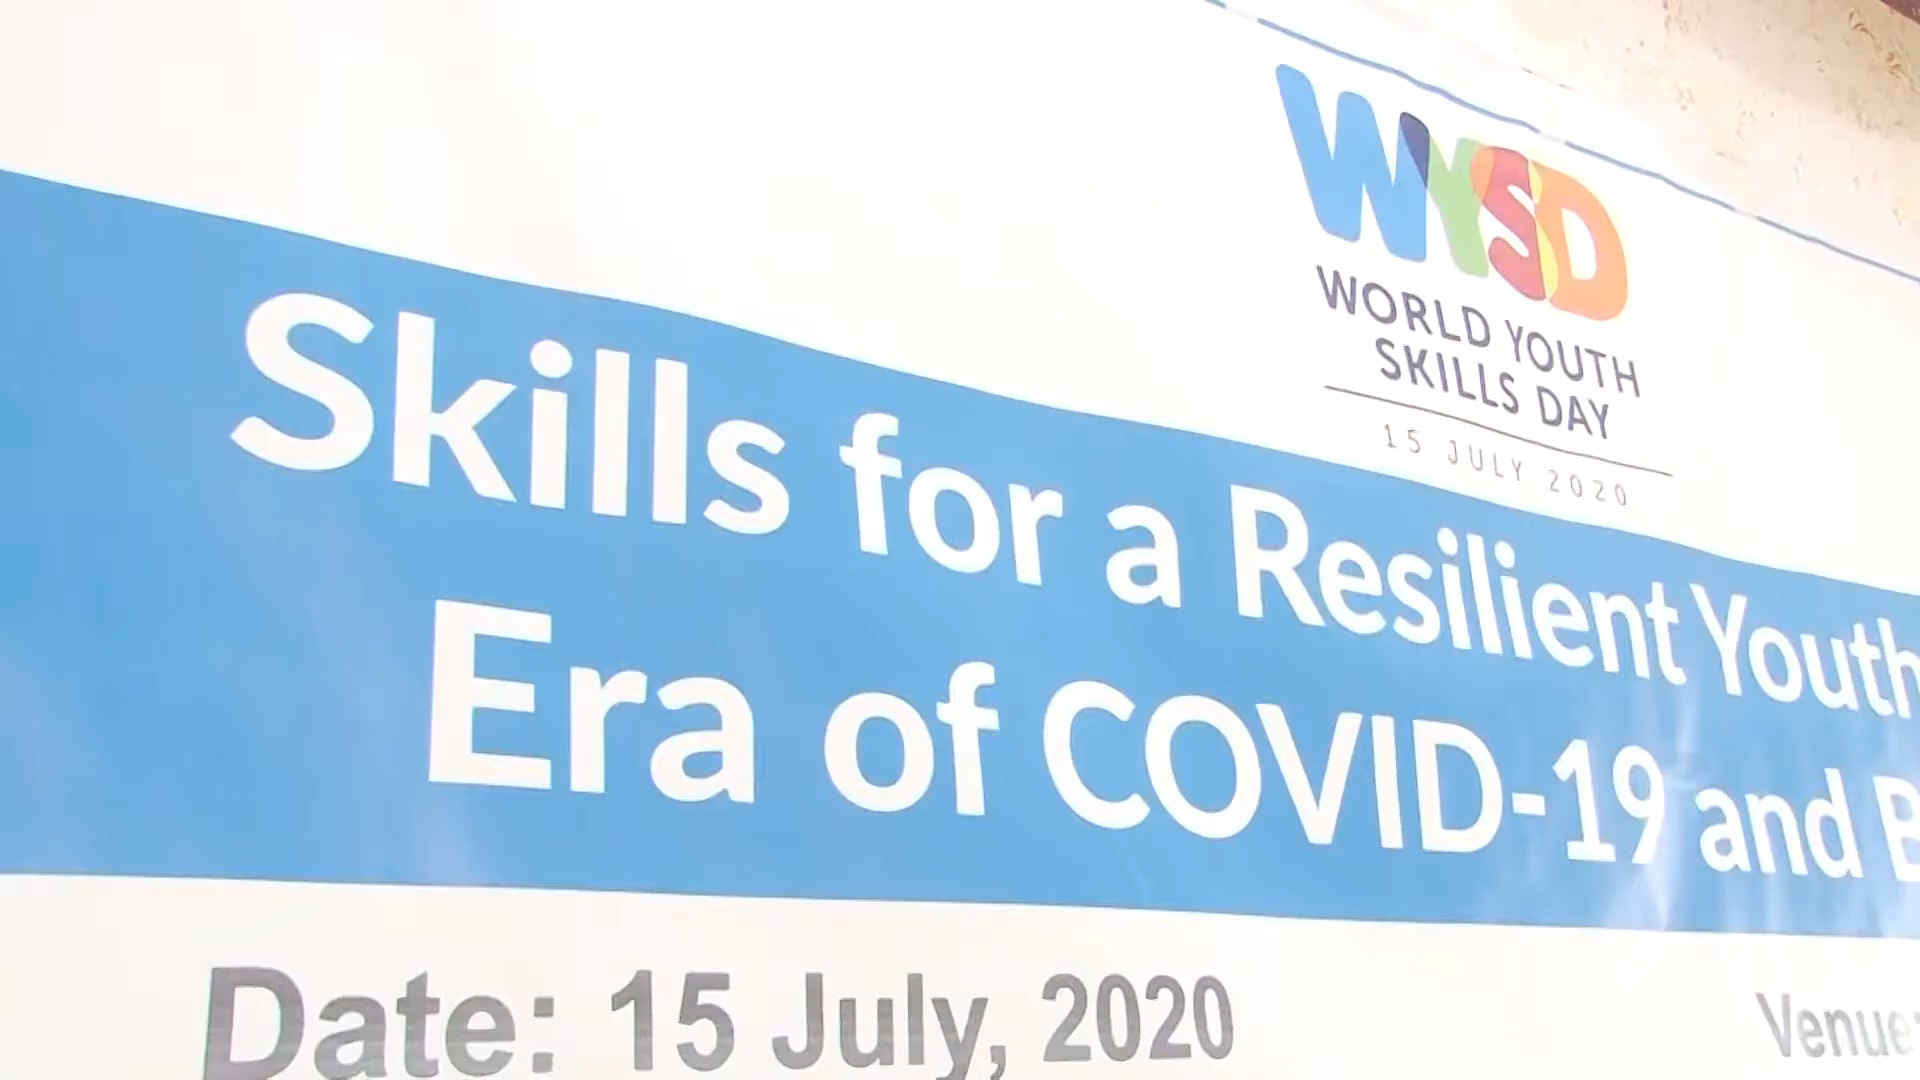 WYSD
WORLD YOUTH
SKILLS DAY
15 JULY 2020
Skills for a Resilient Youth
Era of COVID-19 and
Date: 15 July, 2020
Venue: